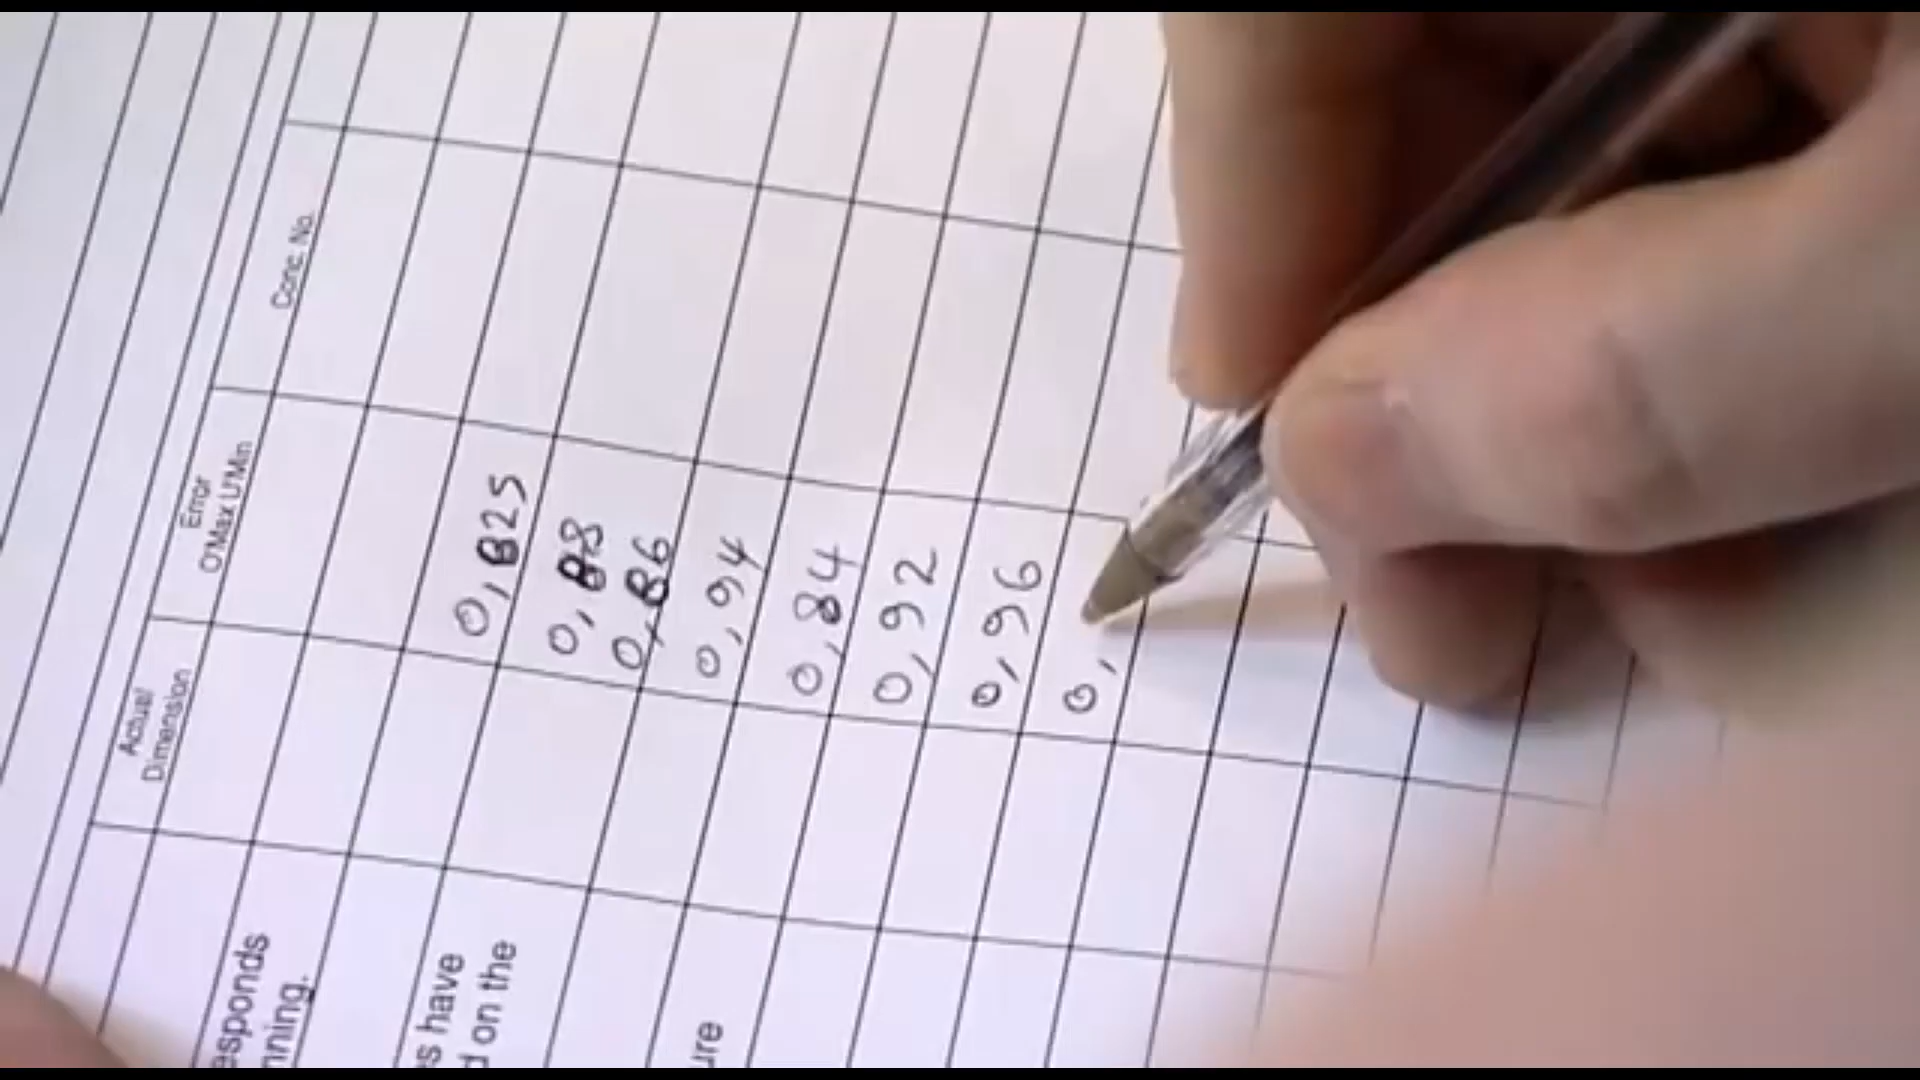 Actual
Dimension
Error
O'Max U'Min
Conc. No.
esponds
nning.
s have
d on the
ure
0,825
0,88
0,86
0,94
0,84
0,92
0,96
0,